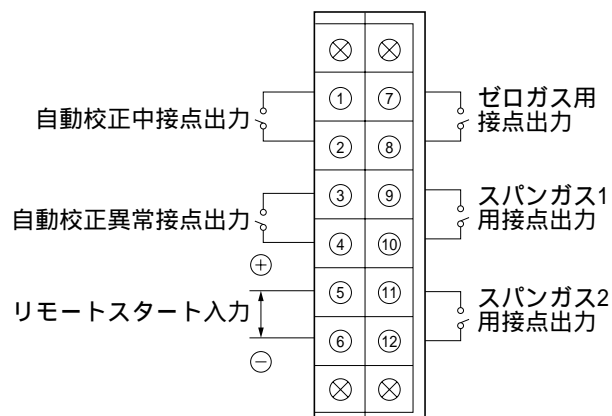 自動校正中接点出力
自動校正異常接点出力
⊕
リモートスタート入力
⊖
① ⑦
② ⑧
③ ⑨
④ ⑩
⑤ ⑪
⑥ ⑫
ゼロガス用
接点出力
スパンガス1
用接点出力
スパンガス2
用接点出力